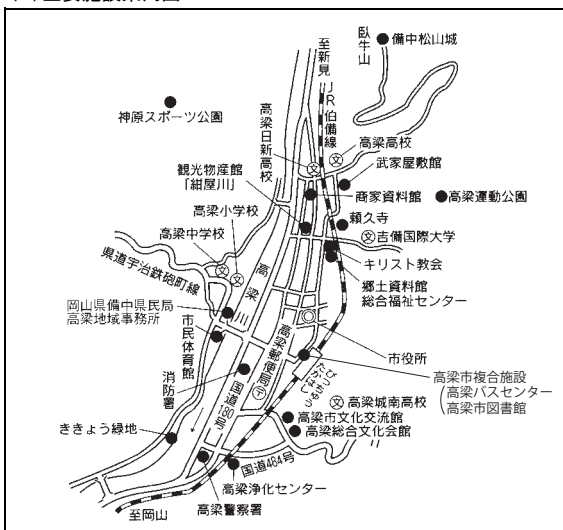 臥牛山
備中松山城
至新見
JR伯備線
神原スポーツ公園
高梁日新高校
高梁高校
武家屋敷館
観光物産館
「紺屋川」
商家資料館
高梁運動公園
高梁小学校
頼久寺
高梁中学校
吉備国際大学
県道宇治鉄砲町線
キリスト教会
高梁川
郷土資料館
総合福祉センター
岡山県備中県民局
高梁地域事務所
市民体育館
市役所
高梁郵便局
びっちゅう
たかはし
高梁市複合施設
高梁バスセンター
高梁市図書館
消防署
国道180号
高梁城南高校
高梁市文化交流館
高梁総合文化会館
ききょう緑地
国道484号
高梁浄化センター
高梁警察署
至岡山
文
文
文
文
文
文
〒